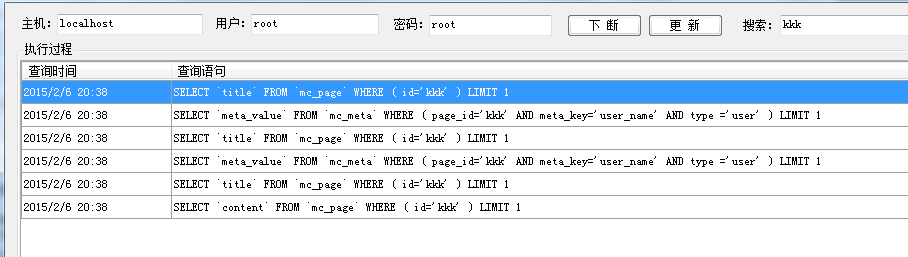 主机: localhost 用户: root 密码: root 下 断 更 新 搜索: kkk
执行过程
查询时间 查询语句
2015/2/6 20:38 SELECT `title` FROM `mc_page` WHERE ( id='kkk' ) LIMIT 1
2015/2/6 20:38 SELECT `meta_value` FROM `mc_meta` WHERE ( page_id='kkk' AND meta_key='user_name' AND type ='user' ) LIMIT 1
2015/2/6 20:38 SELECT `title` FROM `mc_page` WHERE ( id='kkk' ) LIMIT 1
2015/2/6 20:38 SELECT `meta_value` FROM `mc_meta` WHERE ( page_id='kkk' AND meta_key='user_name' AND type ='user' ) LIMIT 1
2015/2/6 20:38 SELECT `title` FROM `mc_page` WHERE ( id='kkk' ) LIMIT 1
2015/2/6 20:38 SELECT `content` FROM `mc_page` WHERE ( id='kkk' ) LIMIT 1